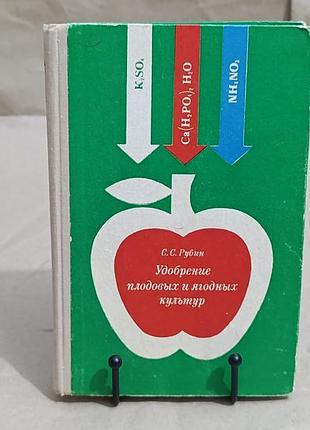 K₂SO₄
Ca(H₂PO₄)₂ H₂O
NH₄NO₃
С. С. Рубин
Удобрение
плодовых и ягодных
культур